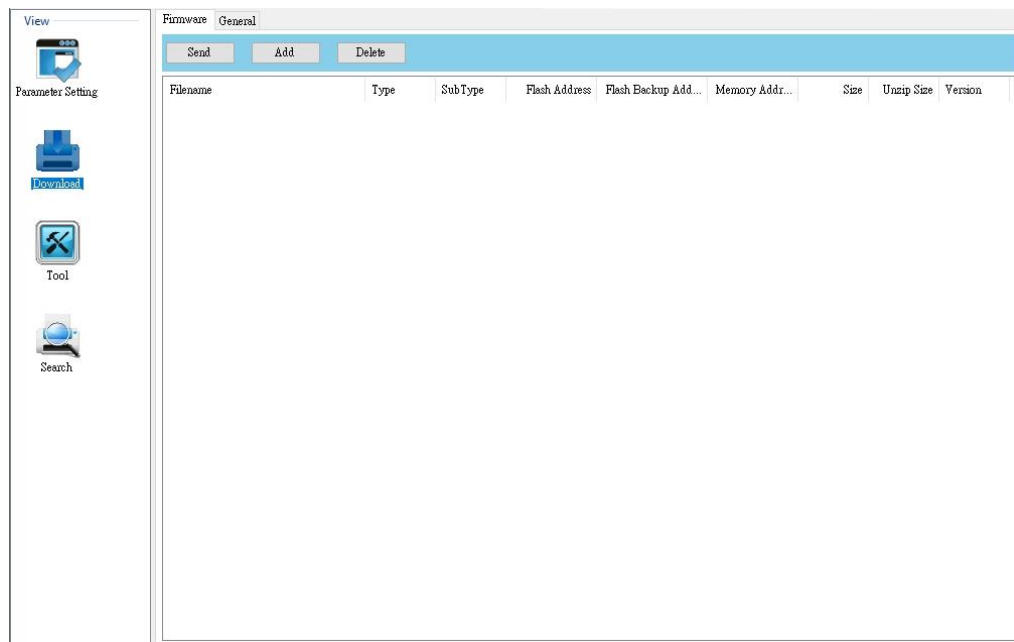 View
Parameter Setting
Download
Tool
Search
Firmware General
Send Add Delete
Filename Type SubType Flash Address Flash Backup Add... Memory Addr... Size Unzip Size Version